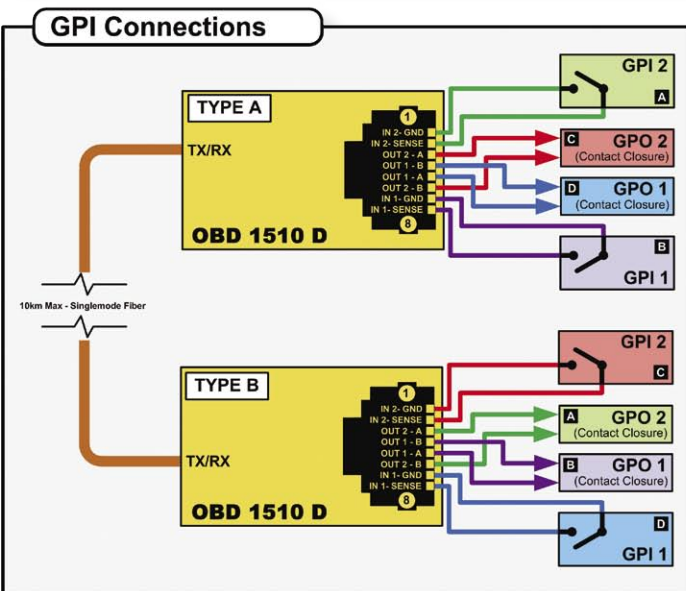 GPI Connections
TYPE A
TX/RX
1
IN 2- GND
IN 2- SENSE
OUT 2 - A
OUT 1 - B
OUT 1 - A
OUT 2 - B
IN 1- GND
IN 1- SENSE
8
OBD 1510 D
GPI 2
A
C GPO 2
(Contact Closure)
D GPO 1
(Contact Closure)
B
GPI 1
10km Max - Singlemode Fiber
TYPE B
TX/RX
1
IN 2- GND
IN 2- SENSE
OUT 2 - A
OUT 1 - B
OUT 1 - A
OUT 2 - B
IN 1- GND
IN 1- SENSE
8
OBD 1510 D
GPI 2
C
A GPO 2
(Contact Closure)
B GPO 1
(Contact Closure)
D
GPI 1